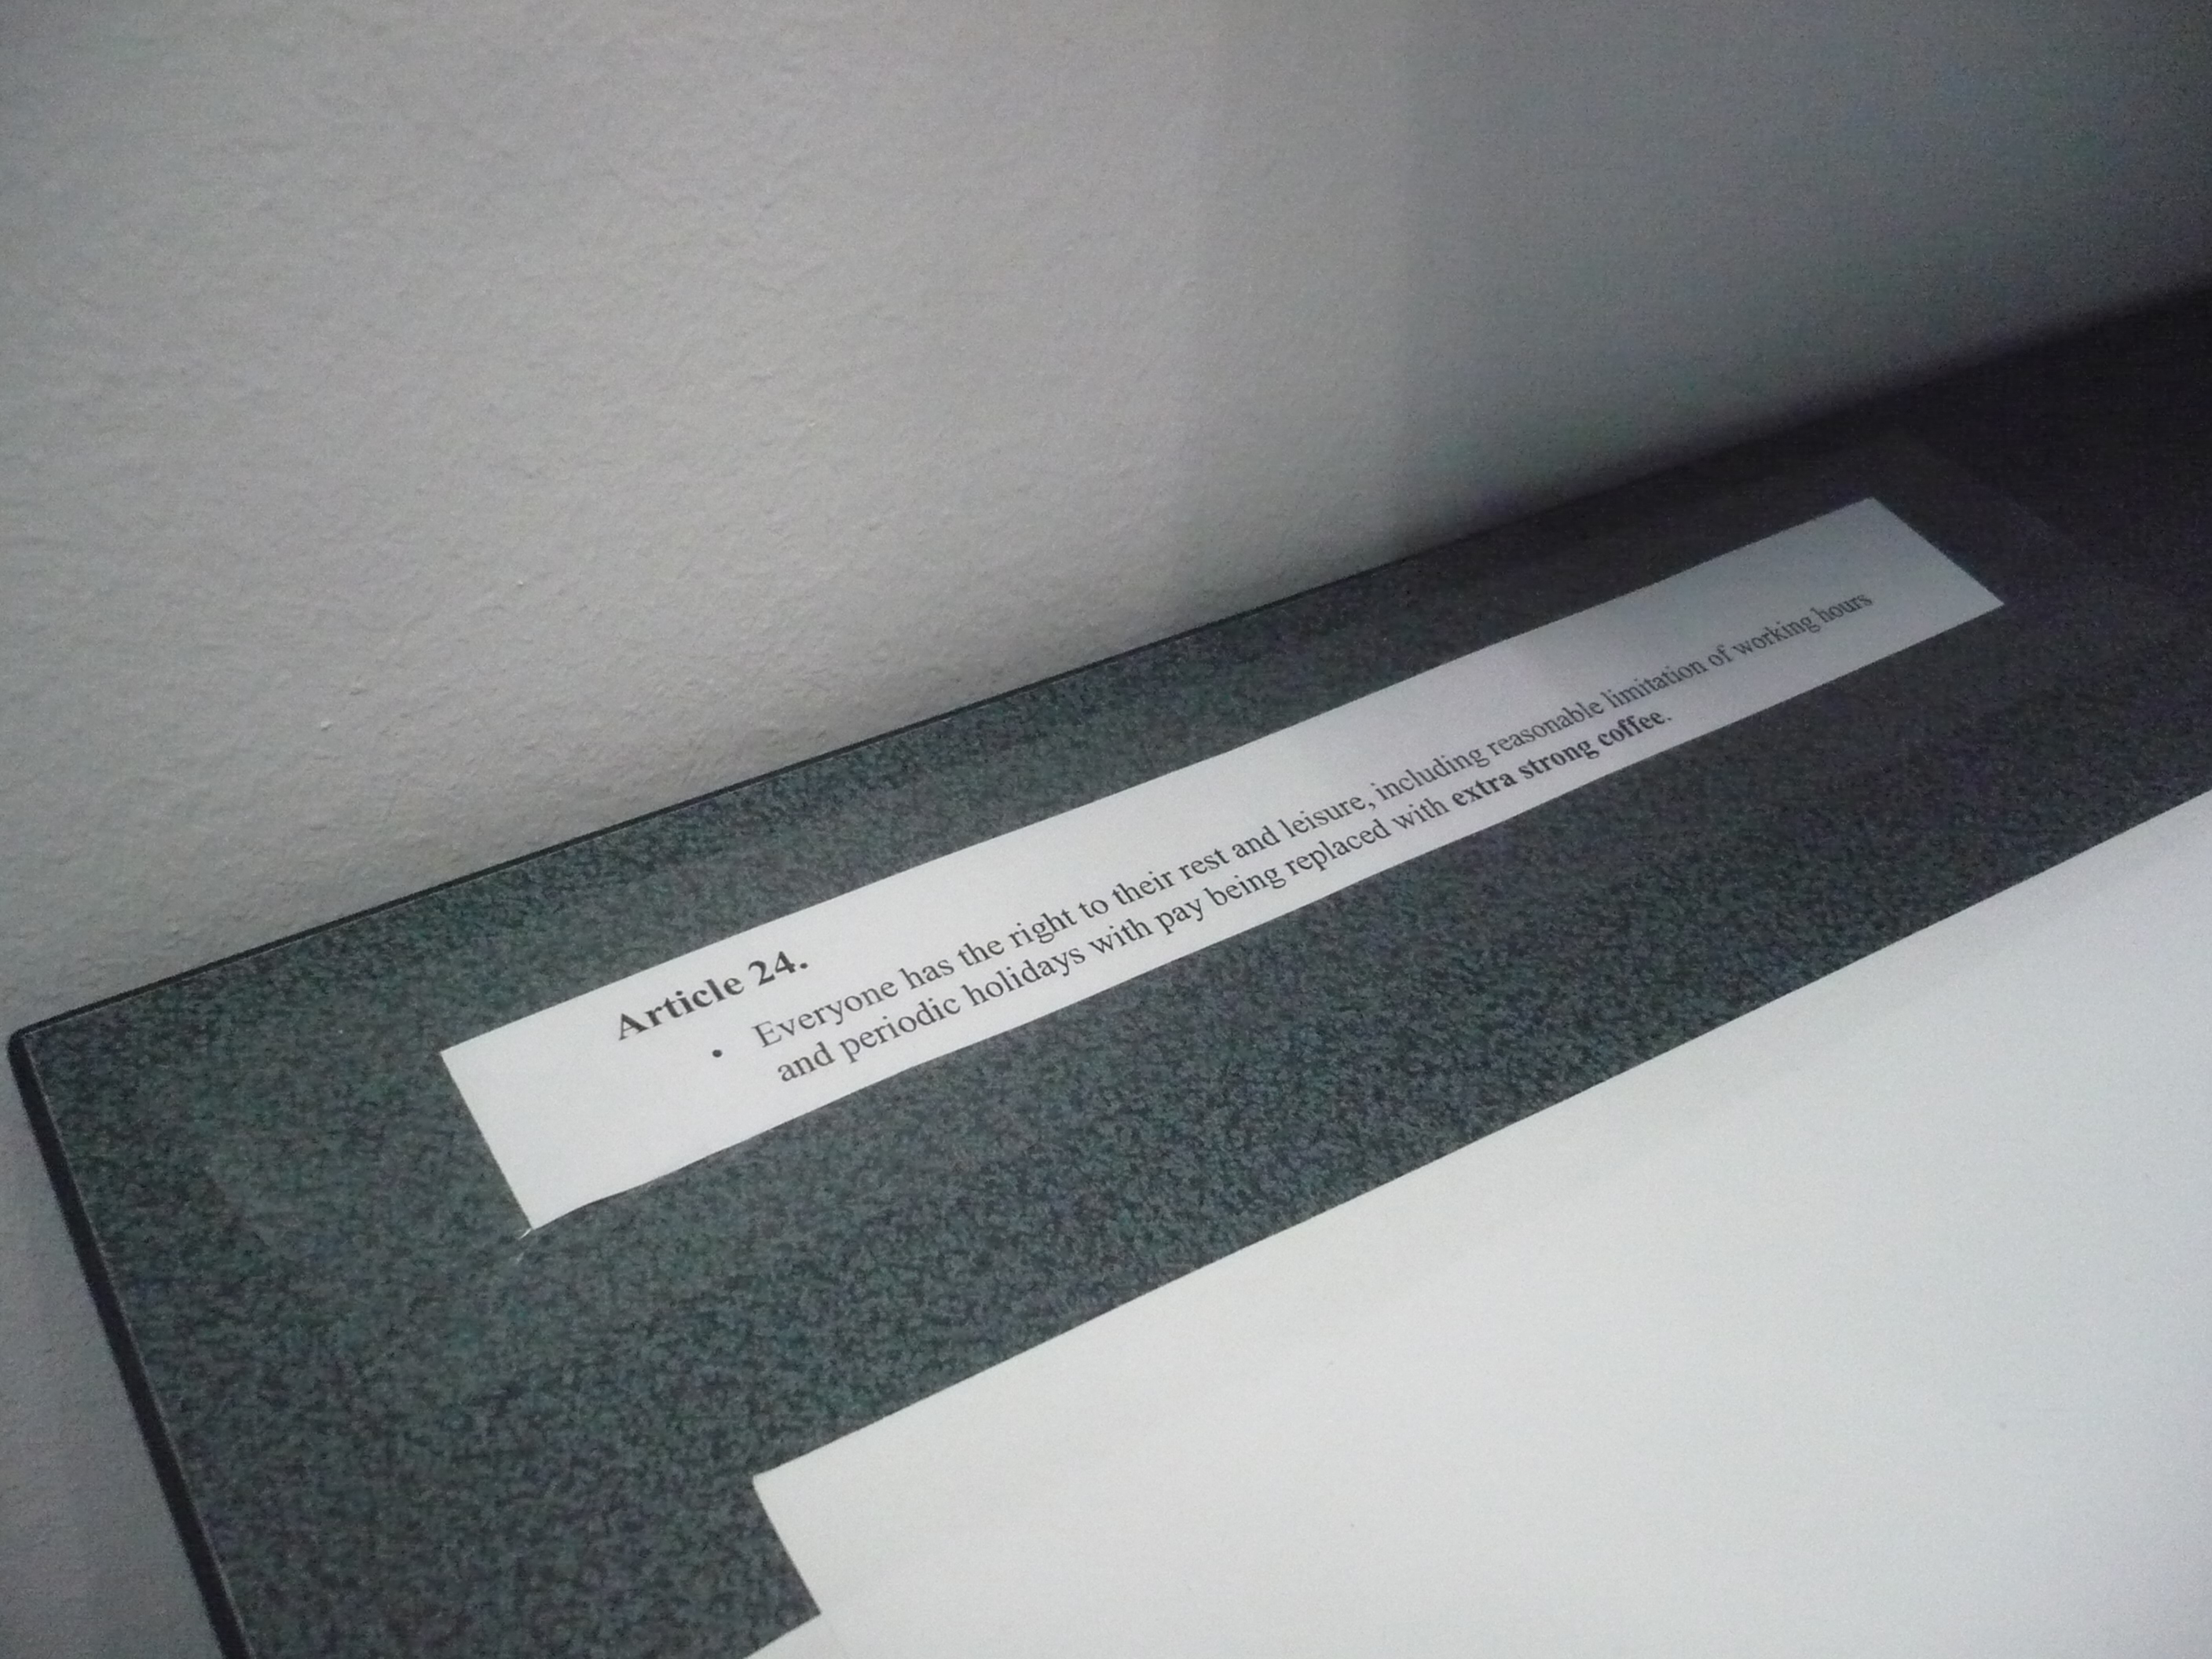 Article 24.
• Everyone has the right to their rest and leisure, including reasonable limitation of working hours
and periodic holidays with pay being replaced with extra strong coffee.